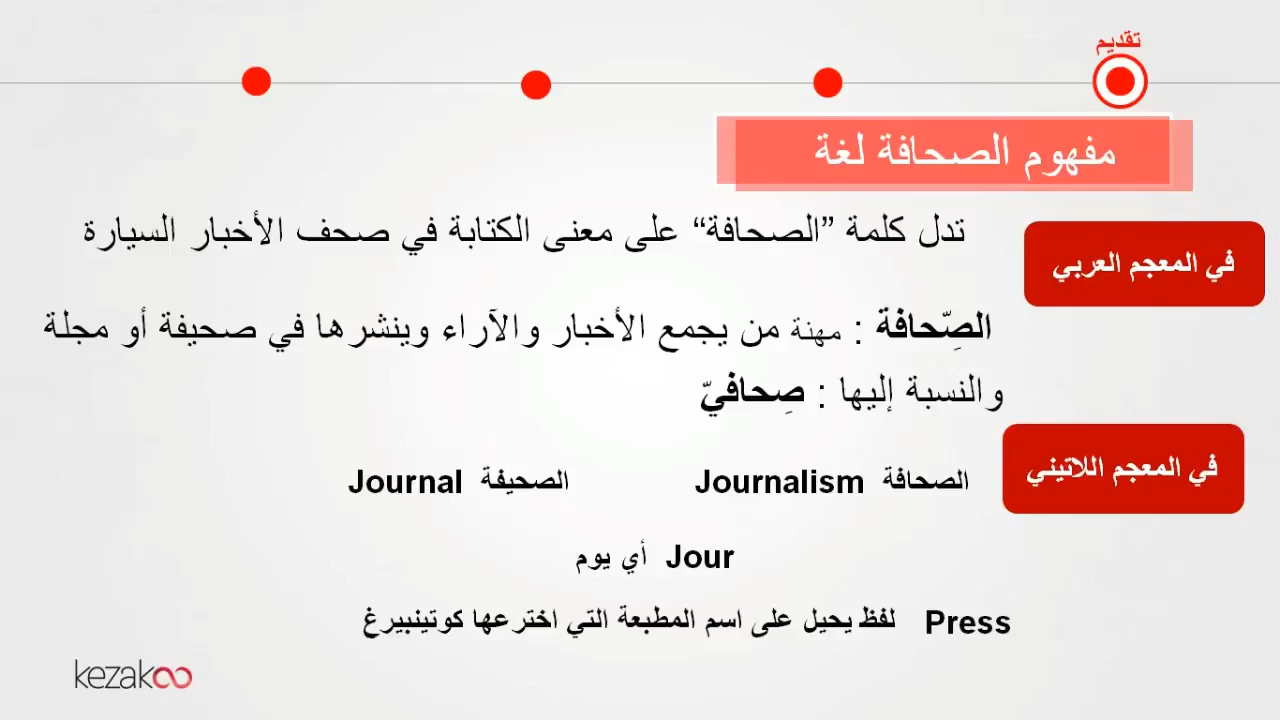 تقديم
مفهوم الصحافة لغة
في المعجم العربي
تدل كلمة ”الصحافة“ على معنى الكتابة في صحف الأخبار السيارة
الصِّحافة : مهنة من يجمع الأخبار والآراء وينشرها في صحيفة أو مجلة
والنسبة إليها : صِحافيّ
في المعجم اللاتيني
الصحافة Journalism الصحيفة Journal
Jour أي يوم
Press لفظ يحيل على اسم المطبعة التي اخترعها كوتينبيرغ
kezakoo